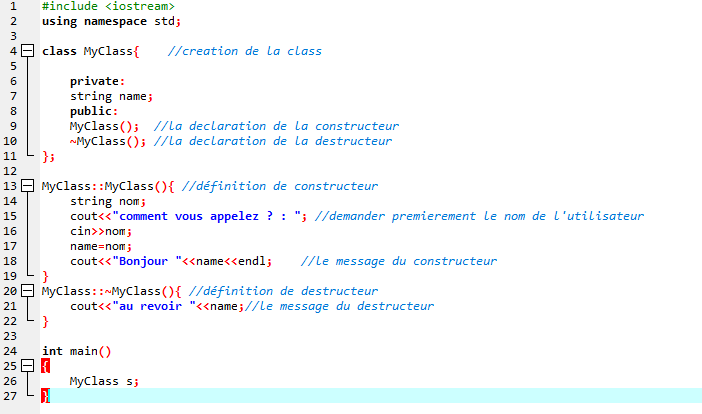 1 #include <iostream>
2 using namespace std;
3
4 class MyClass{    //creation de la class
5
6     private:
7     string name;
8     public:
9     MyClass();  //la declaration de la constructeur
10     ~MyClass(); //la declaration de la destructeur
11 };
12
13 MyClass::MyClass(){ //définition de constructeur
14     string nom;
15     cout<<"comment vous appelez ? : "; //demander premierement le nom de l'utilisateur
16     cin>>nom;
17     name=nom;
18     cout<<"Bonjour "<<name<<endl;    //le message du constructeur
19 }
20 MyClass::~MyClass(){ //définition de destructeur
21     cout<<"au revoir "<<name;//le message du destructeur
22 }
23
24 int main()
25 {
26     MyClass s;
27 }